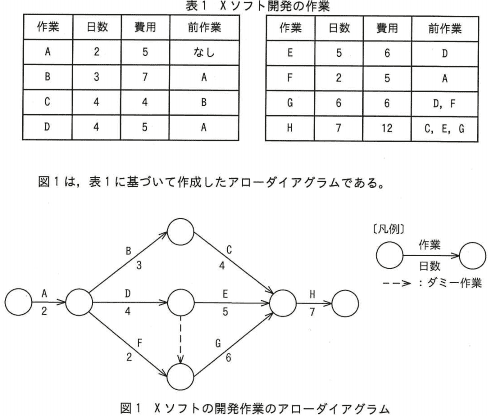 表1 Xソフト開発の作業
作業 日数 費用 前作業
A 2 5 なし
B 3 7 A
C 4 4 B
D 4 5 A
作業 日数 費用 前作業
E 5 6 D
F 2 5 A
G 6 6 D, F
H 7 12 C, E, G
図1は，表1に基づいて作成したアローダイアグラムである。
〔凡例〕
作業
日数
：ダミー作業
B
3
C
4
A
2
D
4
E
5
H
7
F
2
G
6
図1 Xソフトの開発作業のアローダイアグラム